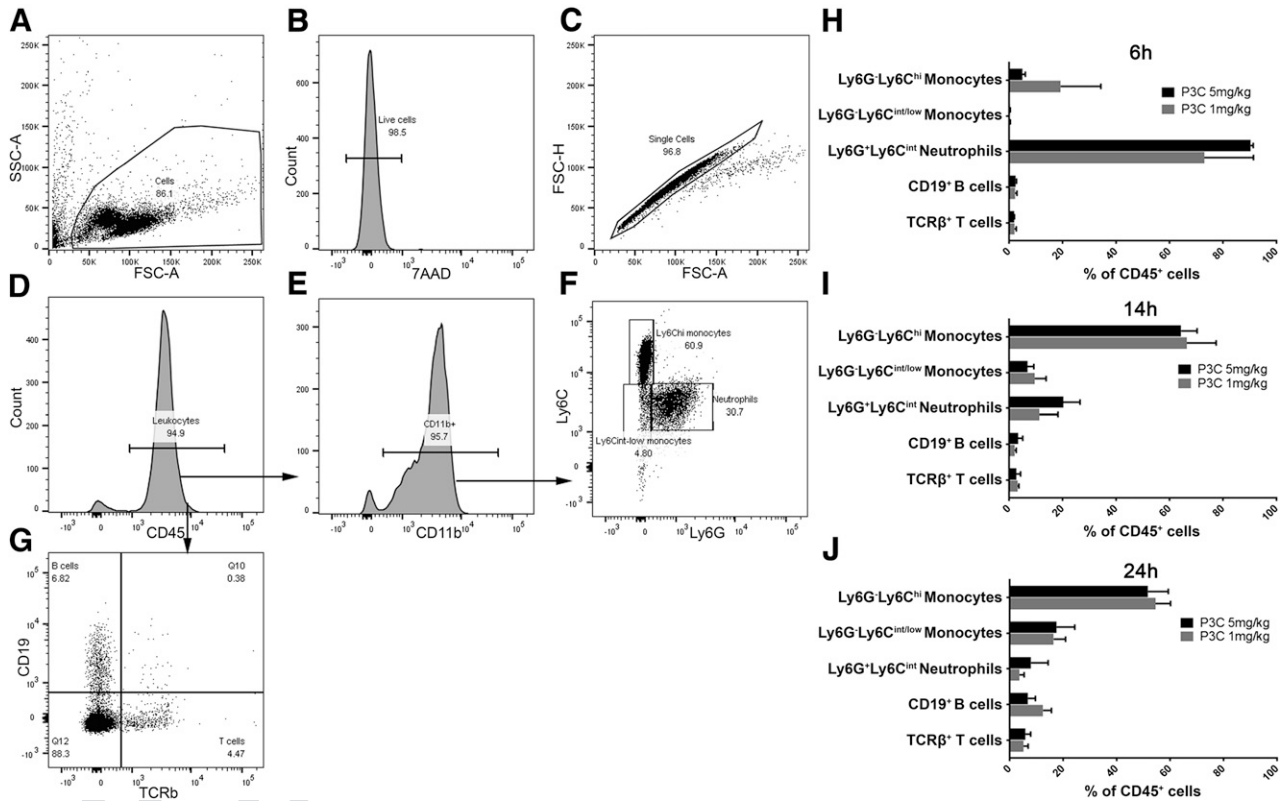 A
250K
200K
150K
100K
50K
0
SSC-A
Cells
86.1
0 50K 100K 150K 200K 250K
FSC-A
B
600
400
200
0
Count
Live cells
98.5
-10³ 0 10³ 10⁴ 10⁵
7AAD
C
250K
200K
150K
100K
50K
0
FSC-H
Single Cells
96.8
0 50K 100K 150K 200K 250K
FSC-A
D
400
300
200
100
0
Count
Leukocytes
94.9
-10³ 0 10³ 10⁴ 10⁵
CD45
E
300
200
100
0
Count
CD11b+
95.7
-10³ 0 10³ 10⁴ 10⁵
CD11b
F
10⁵
10⁴
10³
0
-10³
Ly6C
Ly6Chi monocytes
60.9
Neutrophils
30.7
Ly6Cint-low monocytes
4.80
-10³ 0 10³ 10⁴ 10⁵
Ly6G
G
10⁵
10⁴
10³
0
-10³
CD19
B cells
6.82
Q10
0.38
Q12
88.3
T cells
4.47
-10³ 0 10³ 10⁴ 10⁵
TCRb
H
6h
Ly6G⁻Ly6Cʰⁱ Monocytes
Ly6G⁻Ly6Cⁱⁿᵗ/ˡᵒʷ Monocytes
Ly6G⁺Ly6Cⁱⁿᵗ Neutrophils
CD19⁺ B cells
TCRβ⁺ T cells
P3C 5mg/kg
P3C 1mg/kg
0 20 40 60 80 100
% of CD45⁺ cells
I
14h
Ly6G⁻Ly6Cʰⁱ Monocytes
Ly6G⁻Ly6Cⁱⁿᵗ/ˡᵒʷ Monocytes
Ly6G⁺Ly6Cⁱⁿᵗ Neutrophils
CD19⁺ B cells
TCRβ⁺ T cells
P3C 5mg/kg
P3C 1mg/kg
0 20 40 60 80 100
% of CD45⁺ cells
J
24h
Ly6G⁻Ly6Cʰⁱ Monocytes
Ly6G⁻Ly6Cⁱⁿᵗ/ˡᵒʷ Monocytes
Ly6G⁺Ly6Cⁱⁿᵗ Neutrophils
CD19⁺ B cells
TCRβ⁺ T cells
P3C 5mg/kg
P3C 1mg/kg
0 20 40 60 80 100
% of CD45⁺ cells